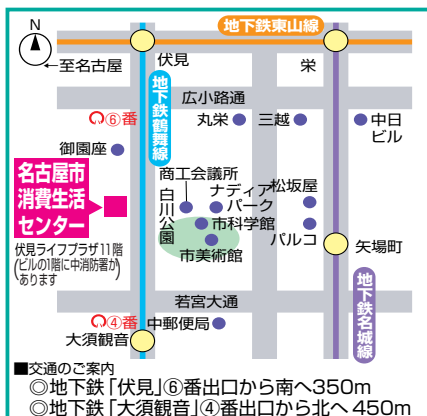 N
地下鉄東山線
←至名古屋
伏見
栄
地下鉄鶴舞線
広小路通
⑥番
丸栄
三越
中日
ビル
御園座
名古屋市
消費生活
センター
商工会議所
白川公園
ナディア
パーク
松坂屋
市科学館
パルコ
市美術館
矢場町
伏見ライフプラザ11階
(ビルの1階に中消防署が
あります)
若宮大通
地下鉄名城線
④番
中郵便局
大須観音
■交通のご案内
◎地下鉄「伏見」⑥番出口から南へ350m
◎地下鉄「大須観音」④番出口から北へ450m